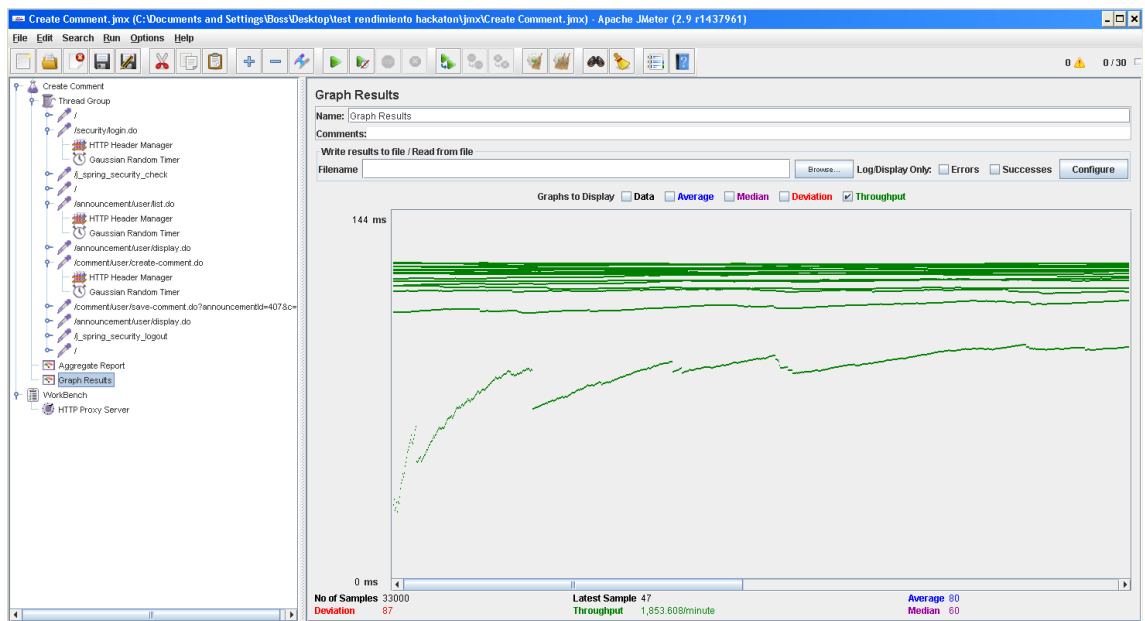 Create Comment.jmx (C:\Documents and Settings\Boss\Desktop\test rendimiento hackaton\jmx\Create Comment.jmx) - Apache JMeter (2.9 r1437961)
File Edit Search Run Options Help
0 0 / 30
Create Comment
Thread Group
/
/security/login.do
HTTP Header Manager
Gaussian Random Timer
/j_spring_security_check
/
/announcement/user/list.do
HTTP Header Manager
Gaussian Random Timer
/announcement/user/display.do
/comment/user/create-comment.do
HTTP Header Manager
Gaussian Random Timer
/comment/user/save-comment.do?announcementId=407&c=
/announcement/user/display.do
/j_spring_security_logout
/
Aggregate Report
Graph Results
WorkBench
HTTP Proxy Server
Graph Results
Name: Graph Results
Comments:
Write results to file / Read from file
Filename Browse... Log/Display Only: Errors Successes Configure
Graphs to Display Data Average Median Deviation Throughput
144 ms
0 ms
No of Samples 33000 Latest Sample 47 Average 80
Deviation 87 Throughput 1,853.608/minute Median 60